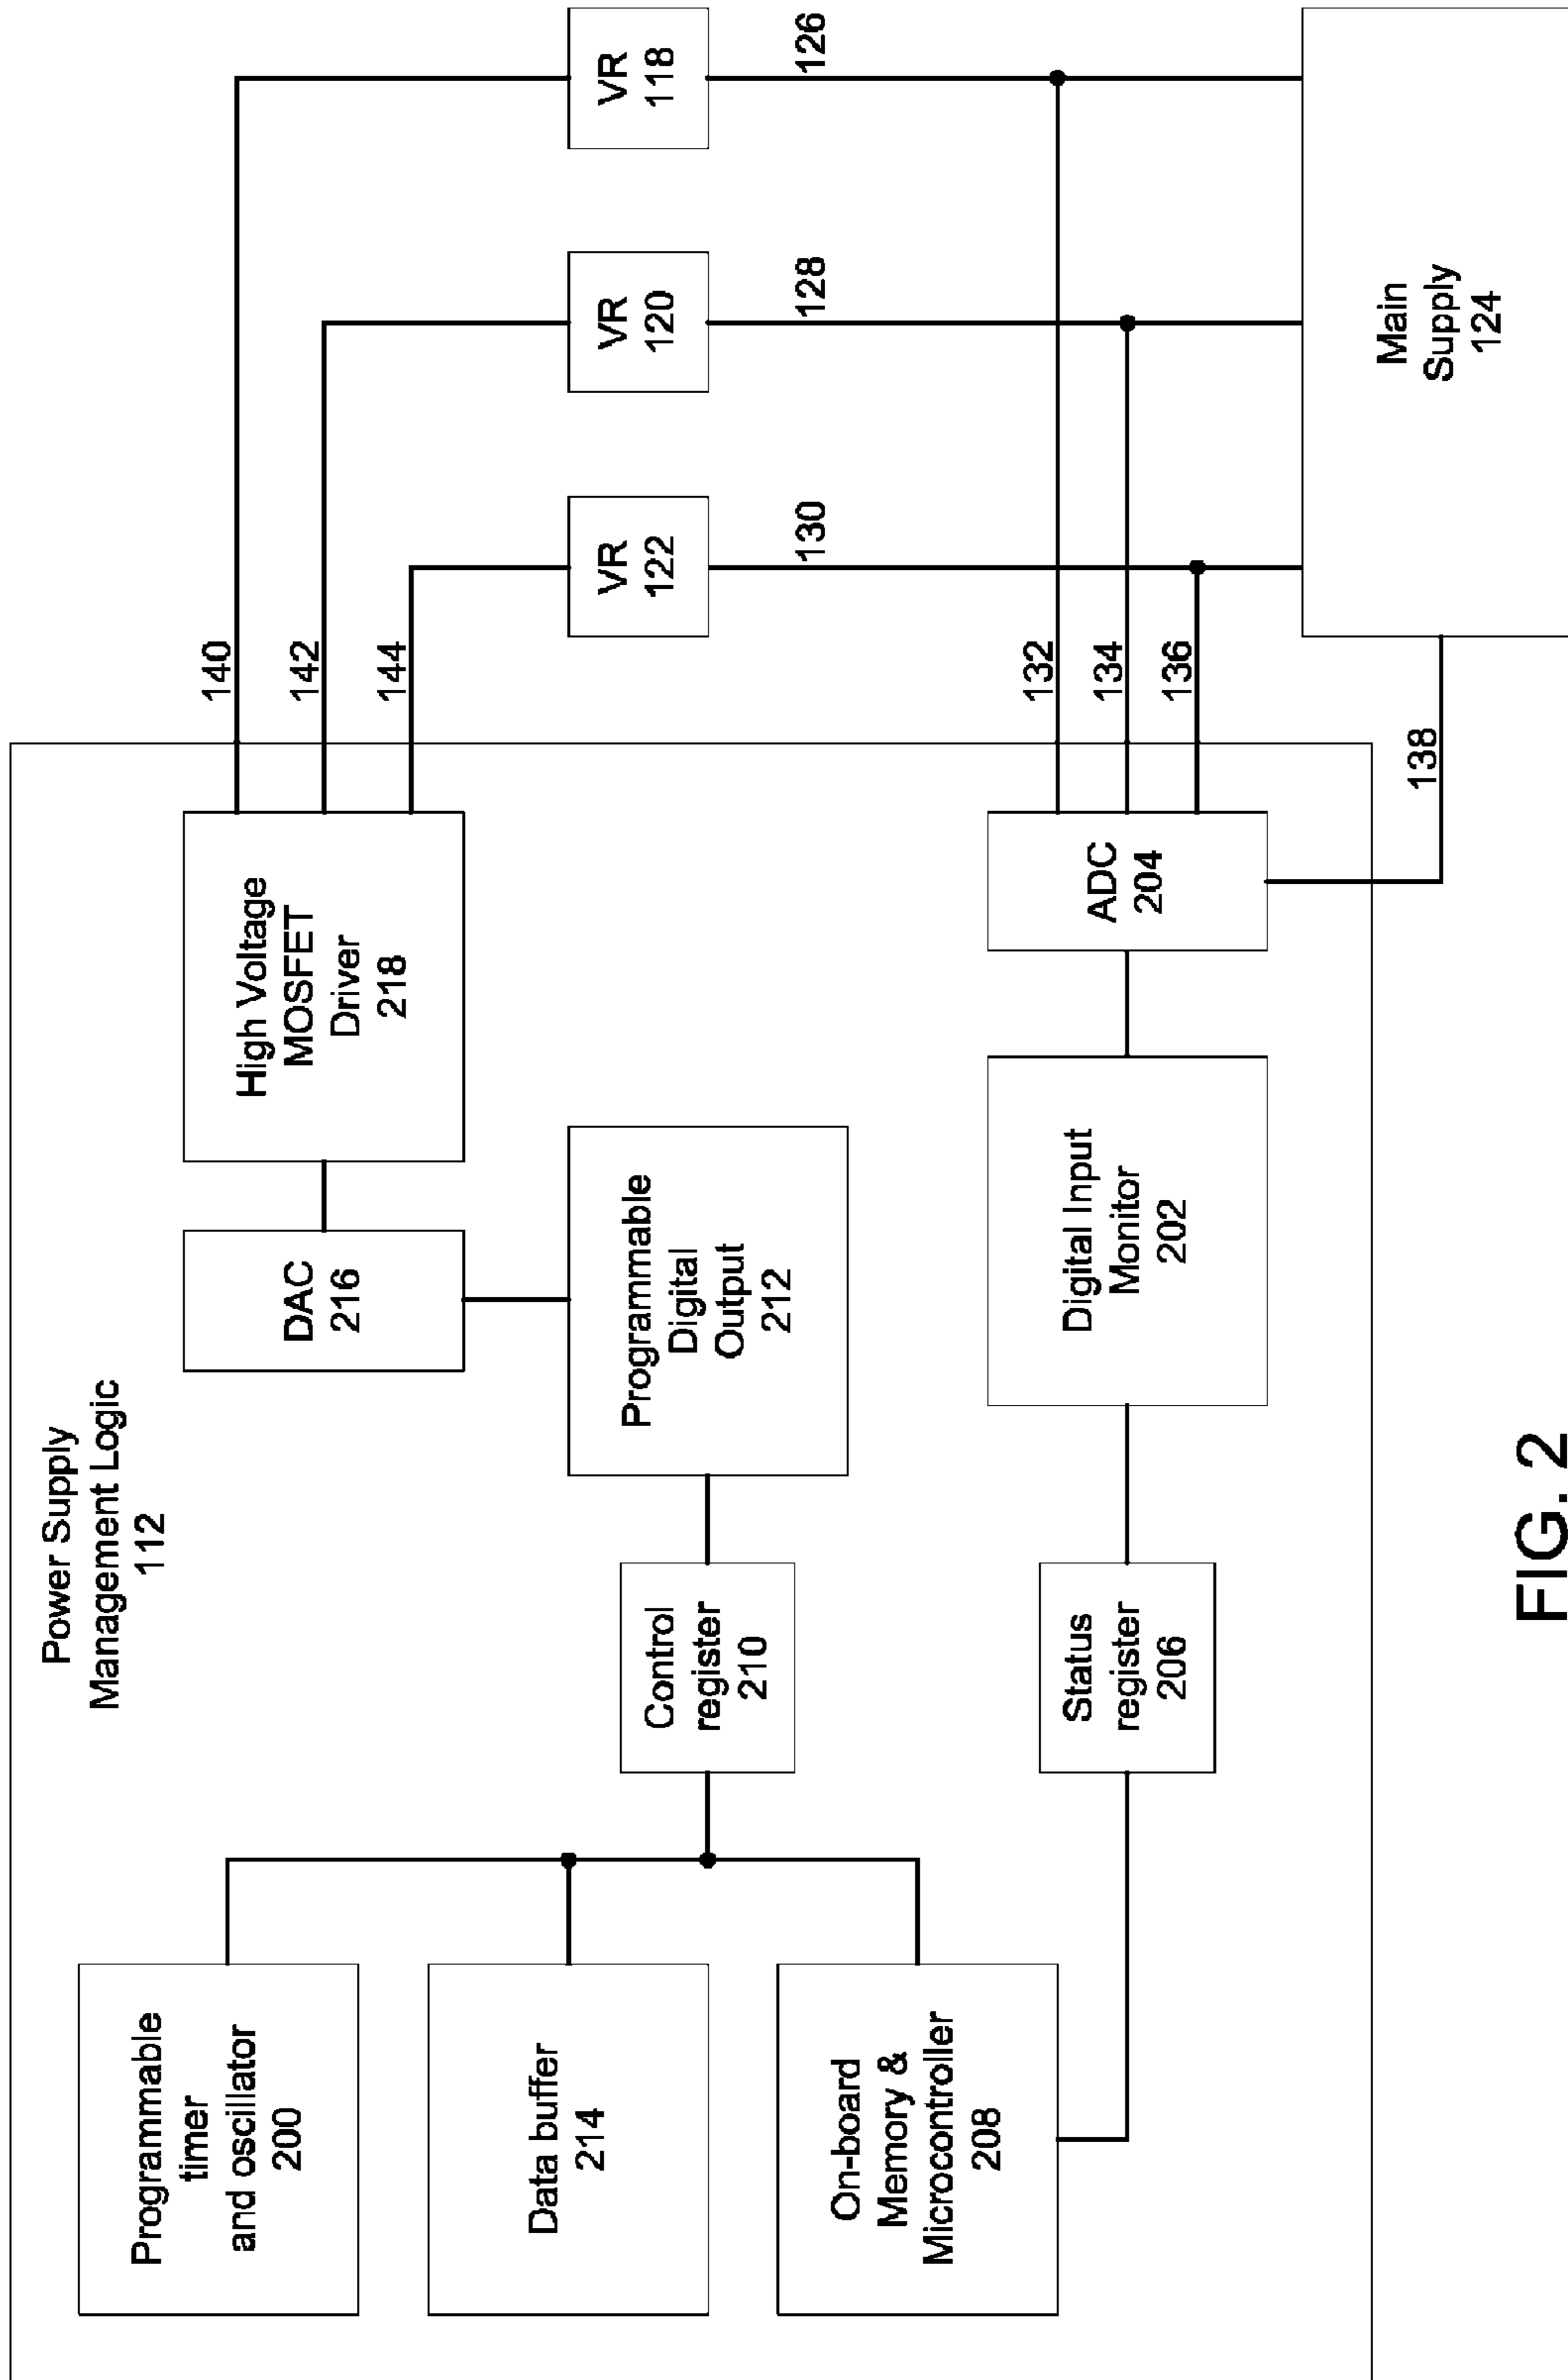 Power Supply
Management Logic
112
Programmable
timer
and oscillator
200
Data buffer
214
On-board
Memory &
Microcontroller
208
Control
register
210
Status
register
206
DAC
216
Programmable
Digital
Output
212
Digital Input
Monitor
202
High Voltage
MOSFET
Driver
218
ADC
204
140
142
144
132
134
136
138
VR
122
VR
120
VR
118
130
128
126
Main
Supply
124
FIG. 2